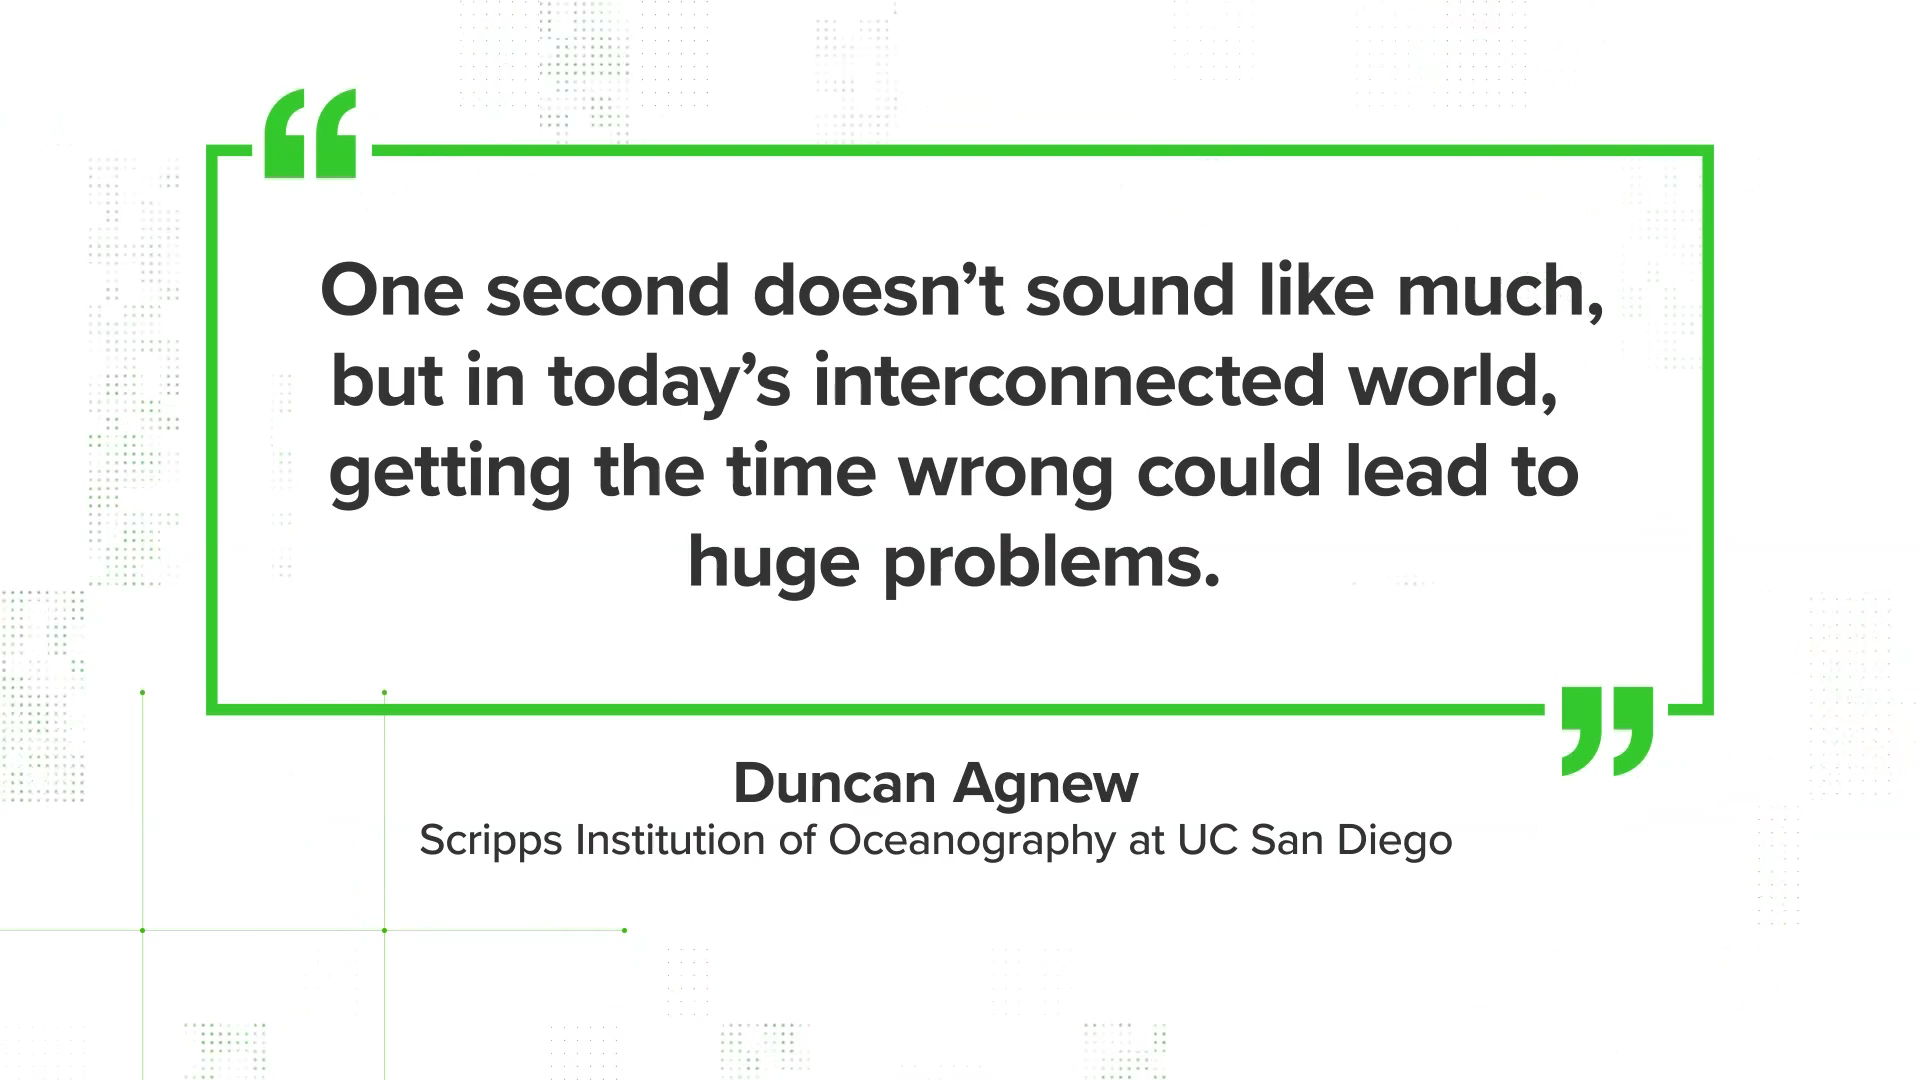 “
One second doesn’t sound like much,
but in today’s interconnected world,
getting the time wrong could lead to
huge problems.
”
Duncan Agnew
Scripps Institution of Oceanography at UC San Diego